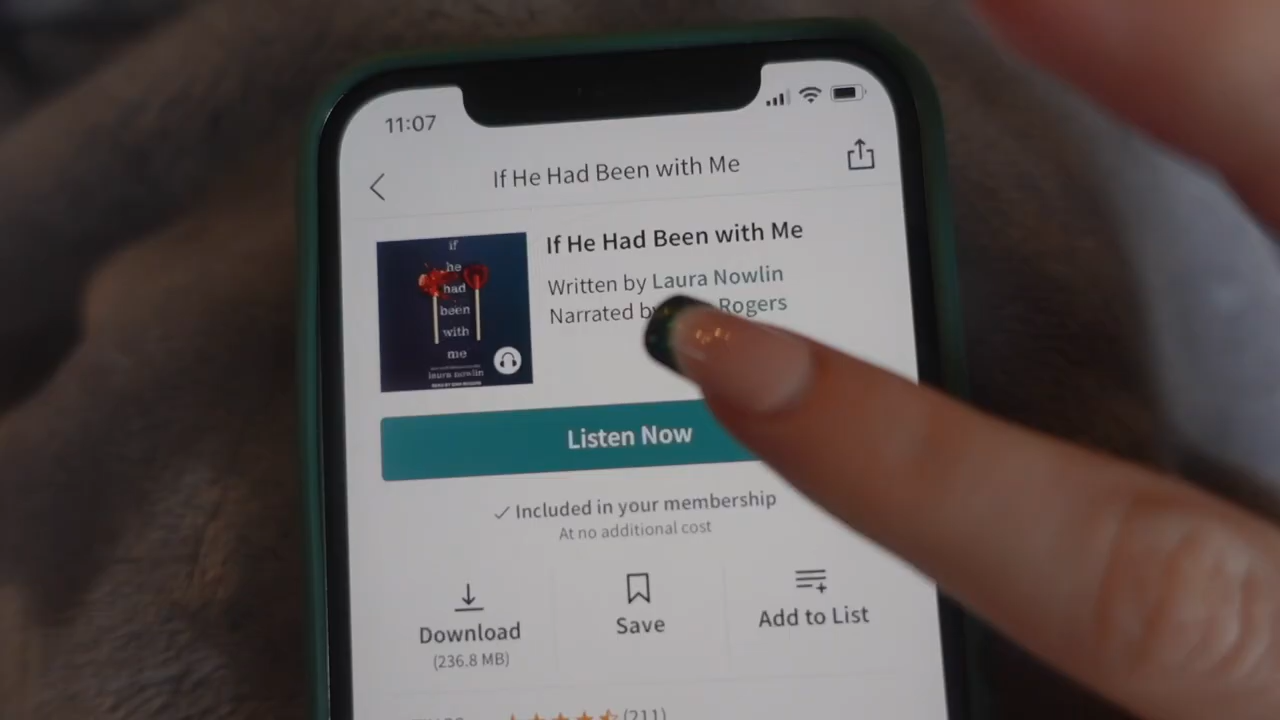 11:07
If He Had Been with Me
if
he
had
been
with
me
laura nowlin
If He Had Been with Me
Written by Laura Nowlin
Narrated by Rogers
Listen Now
Included in your membership
At no additional cost
Download
(236.8 MB)
Save
Add to List
(211)